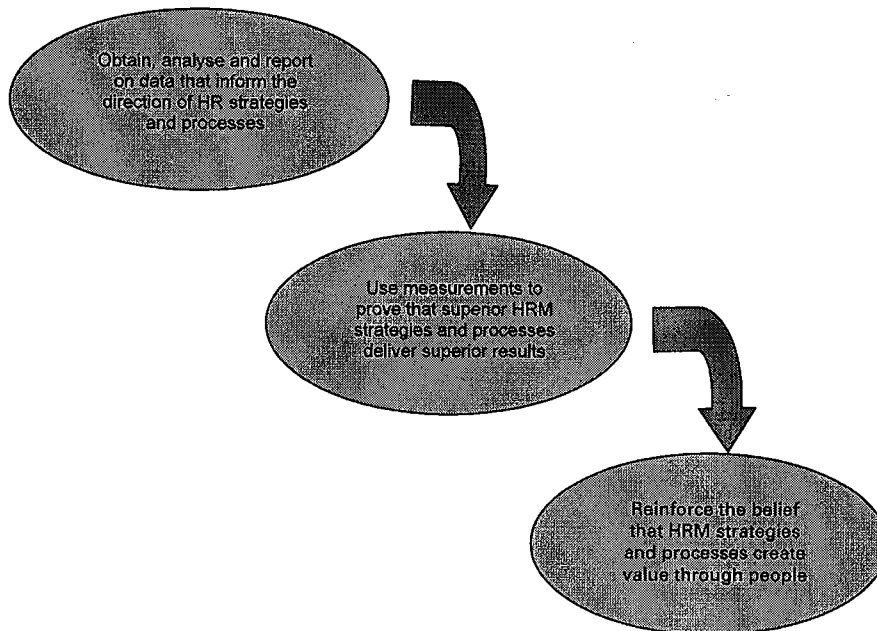 Obtain, analyse and report
on data that inform the
direction of HR strategies
and processes
Use measurements to
prove that superior HRM
strategies and processes
deliver superior results
Reinforce the belief
that HRM strategies
and processes create
value through people